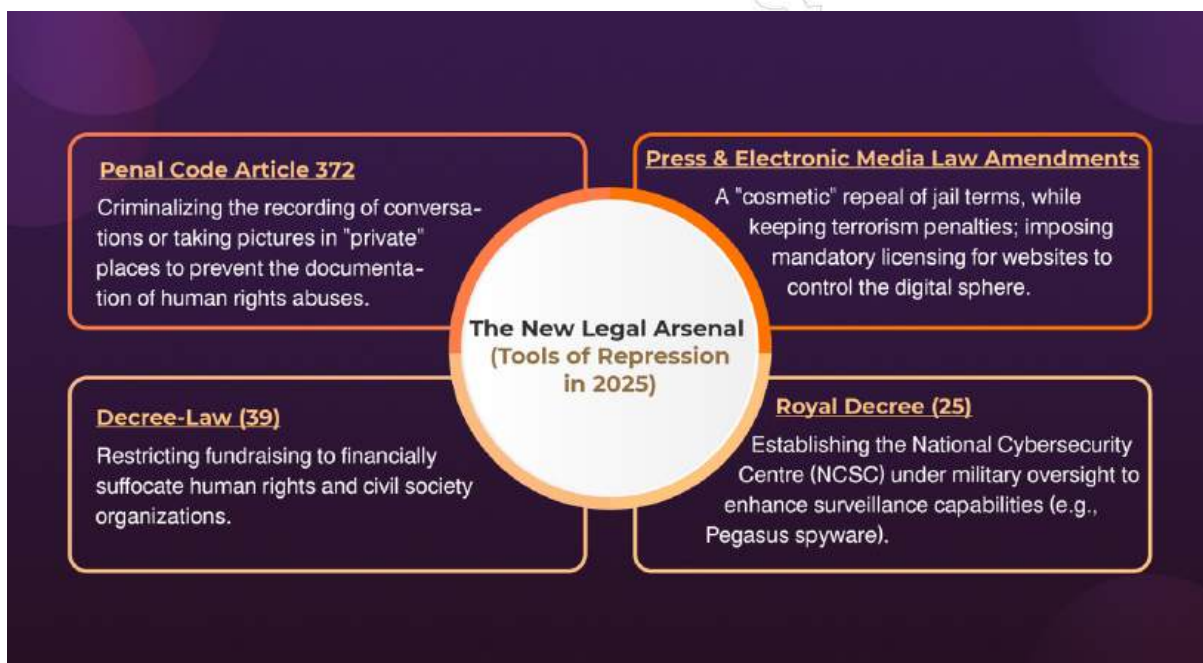 Penal Code Article 372
Criminalizing the recording of conversa-
tions or taking pictures in "private"
places to prevent the documenta-
tion of human rights abuses.
Press & Electronic Media Law Amendments
A "cosmetic" repeal of jail terms, while
keeping terrorism penalties; imposing
mandatory licensing for websites to
control the digital sphere.
The New Legal Arsenal
(Tools of Repression
in 2025)
Decree-Law (39)
Restricting fundraising to financially
suffocate human rights and civil society
organizations.
Royal Decree (25)
Establishing the National Cybersecurity
Centre (NCSC) under military oversight to
enhance surveillance capabilities (e.g.,
Pegasus spyware).